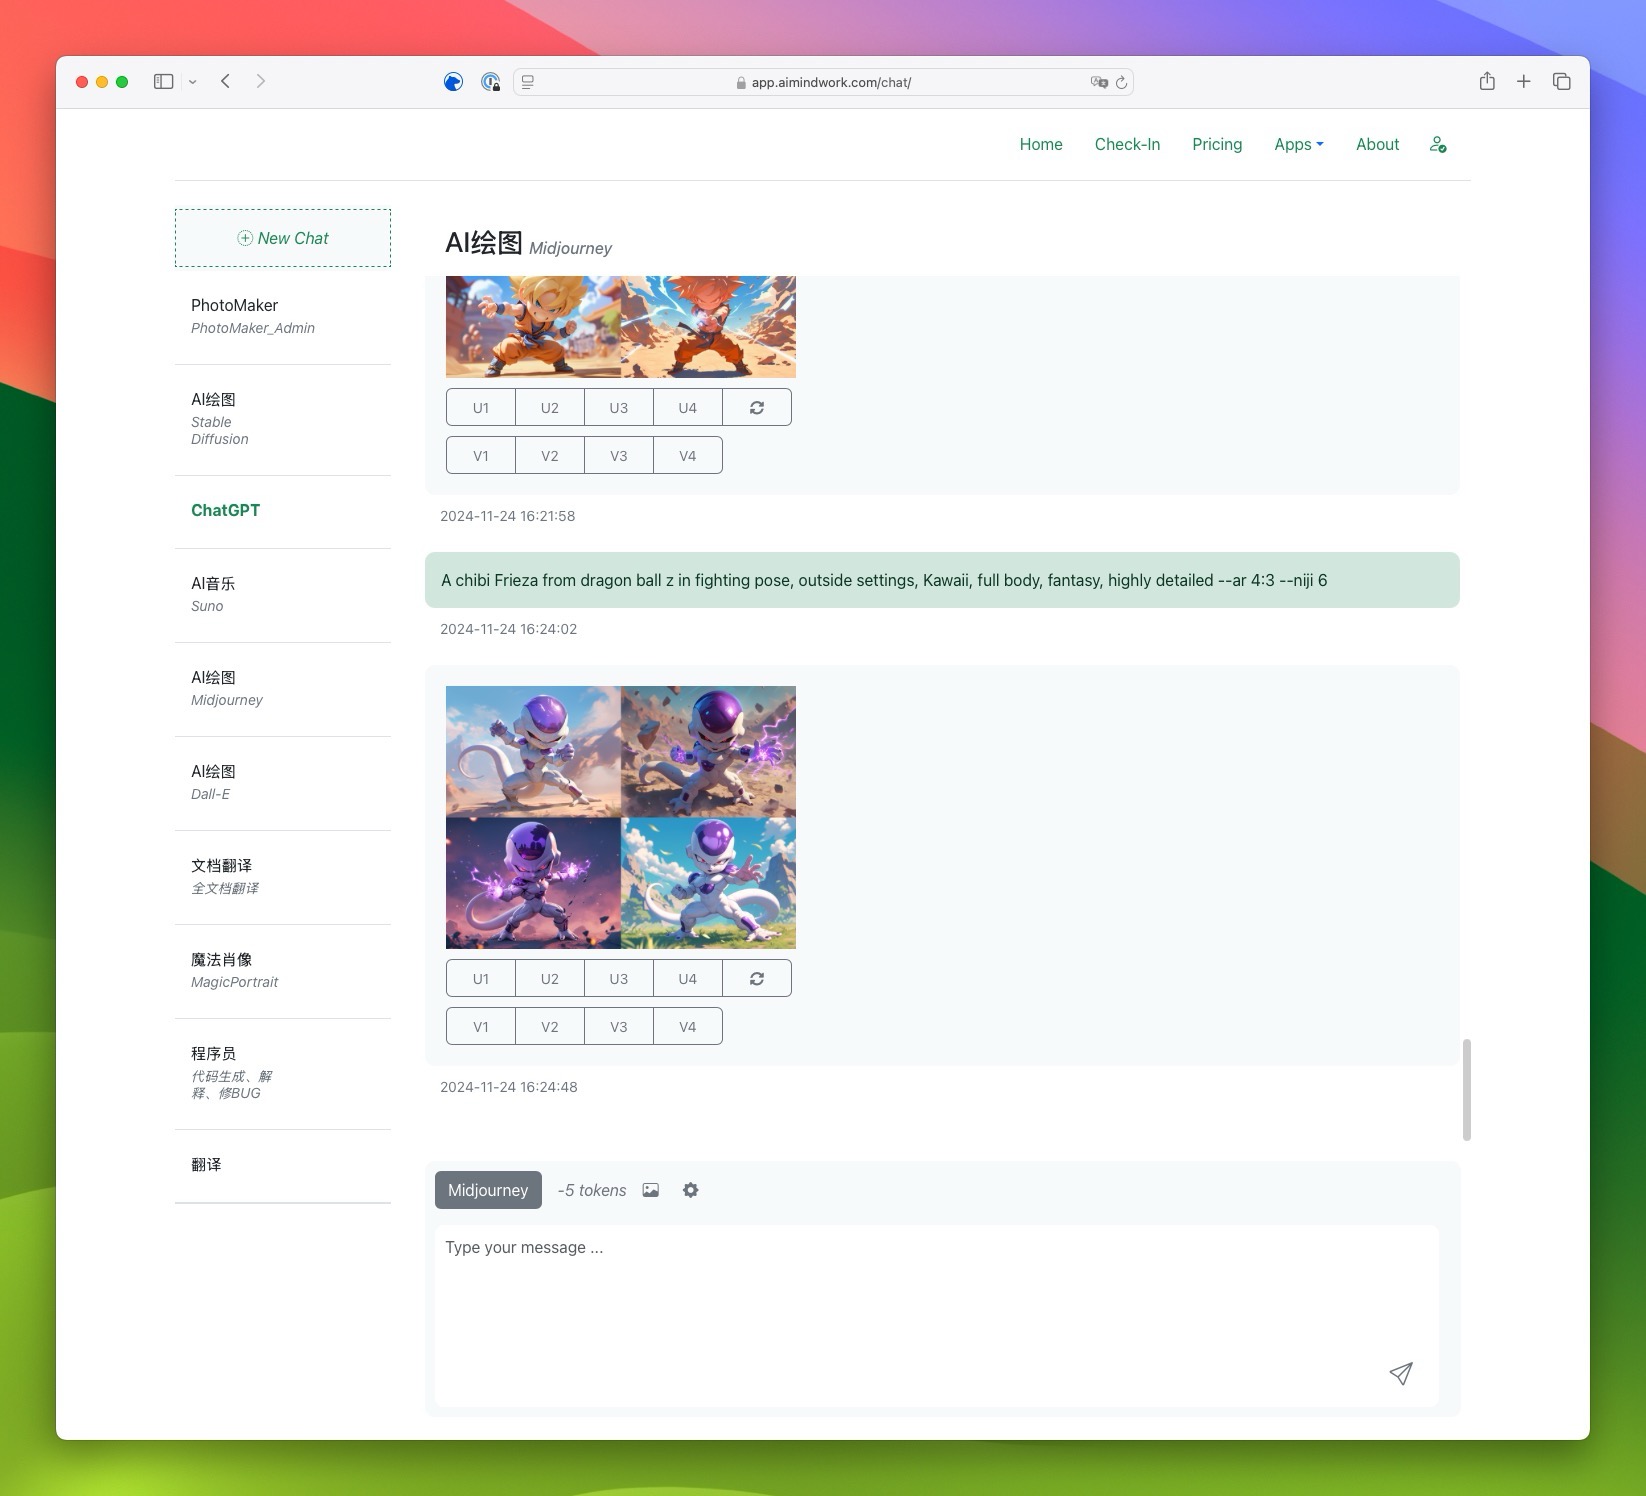 app.aimindwork.com/chat/
Home Check-In Pricing Apps About
New Chat
PhotoMaker
PhotoMaker_Admin
AI绘图
Stable
Diffusion
ChatGPT
AI音乐
Suno
AI绘图
Midjourney
AI绘图
Dall-E
文档翻译
全文档翻译
魔法肖像
MagicPortrait
程序员
代码生成、解
释、修BUG
翻译
AI绘图 Midjourney
U1 U2 U3 U4
V1 V2 V3 V4
2024-11-24 16:21:58
A chibi Frieza from dragon ball z in fighting pose, outside settings, Kawaii, full body, fantasy, highly detailed --ar 4:3 --niji 6
2024-11-24 16:24:02
U1 U2 U3 U4
V1 V2 V3 V4
2024-11-24 16:24:48
Midjourney -5 tokens
Type your message ...